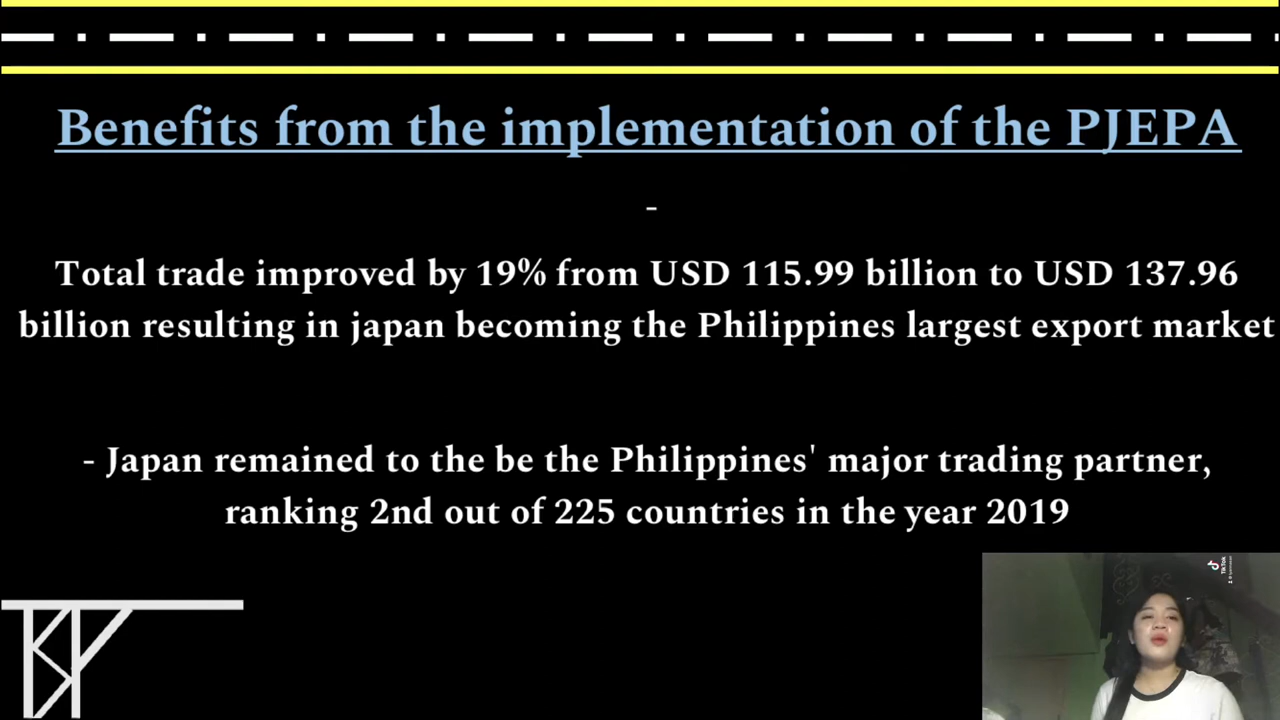 Benefits from the implementation of the PJEPA
-
Total trade improved by 19% from USD 115.99 billion to USD 137.96
billion resulting in japan becoming the Philippines largest export market
- Japan remained to the be the Philippines' major trading partner,
ranking 2nd out of 225 countries in the year 2019
TikTok